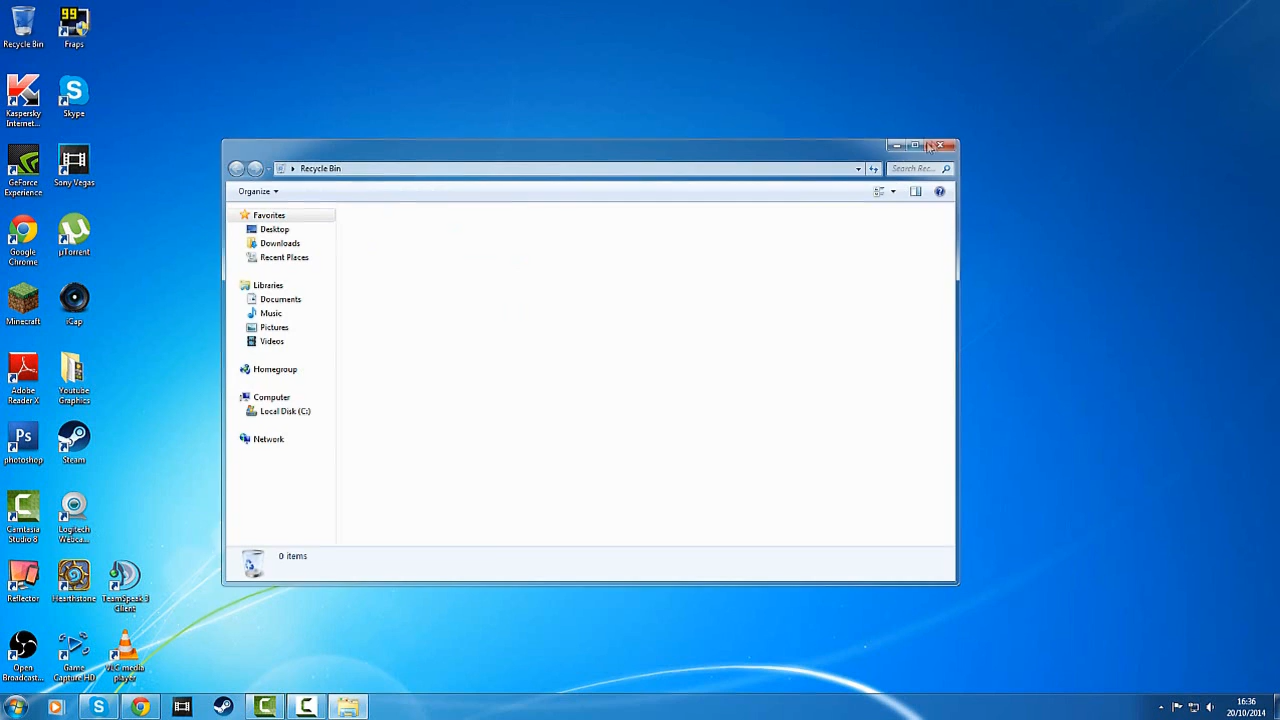 Recycle Bin
99
Fraps
Kaspersky
Internet...
Skype
GeForce
Experience
Sony Vegas
Google
Chrome
µTorrent
Minecraft
iCap
Adobe
Reader X
Youtube
Graphics
Ps
photoshop
Steam
Camtasia
Studio 8
Logitech
Webca...
Reflector
Hearthstone
TeamSpeak 3
Client
Open
Broadcast...
Game
Capture HD
VLC media
player
Recycle Bin
Search Rec...
Organize
Favorites
Desktop
Downloads
Recent Places
Libraries
Documents
Music
Pictures
Videos
Homegroup
Computer
Local Disk (C:)
Network
0 items
16:36
20/10/2014